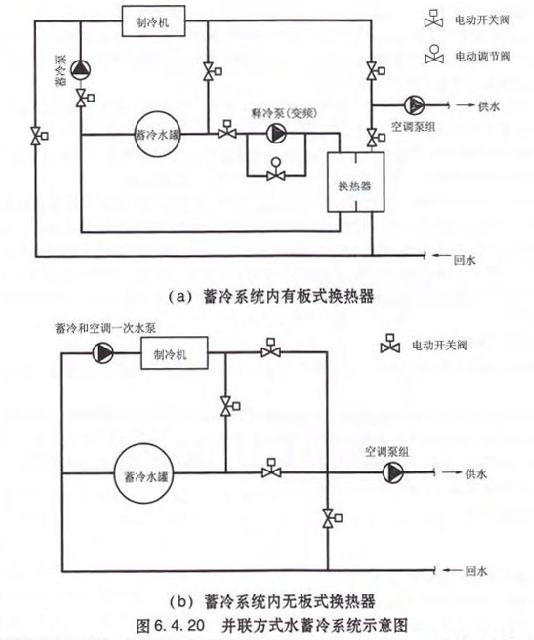 制冷机
电动开关阀
电动调节阀
蓄冷泵
释冷泵(变频)
供水
空调泵组
蓄冷水罐
换热器
回水
(a) 蓄冷系统内有板式换热器
蓄冷和空调一次水泵
制冷机
电动开关阀
空调泵组
蓄冷水罐
供水
回水
(b) 蓄冷系统内无板式换热器
图6.4.20 并联方式水蓄冷系统示意图